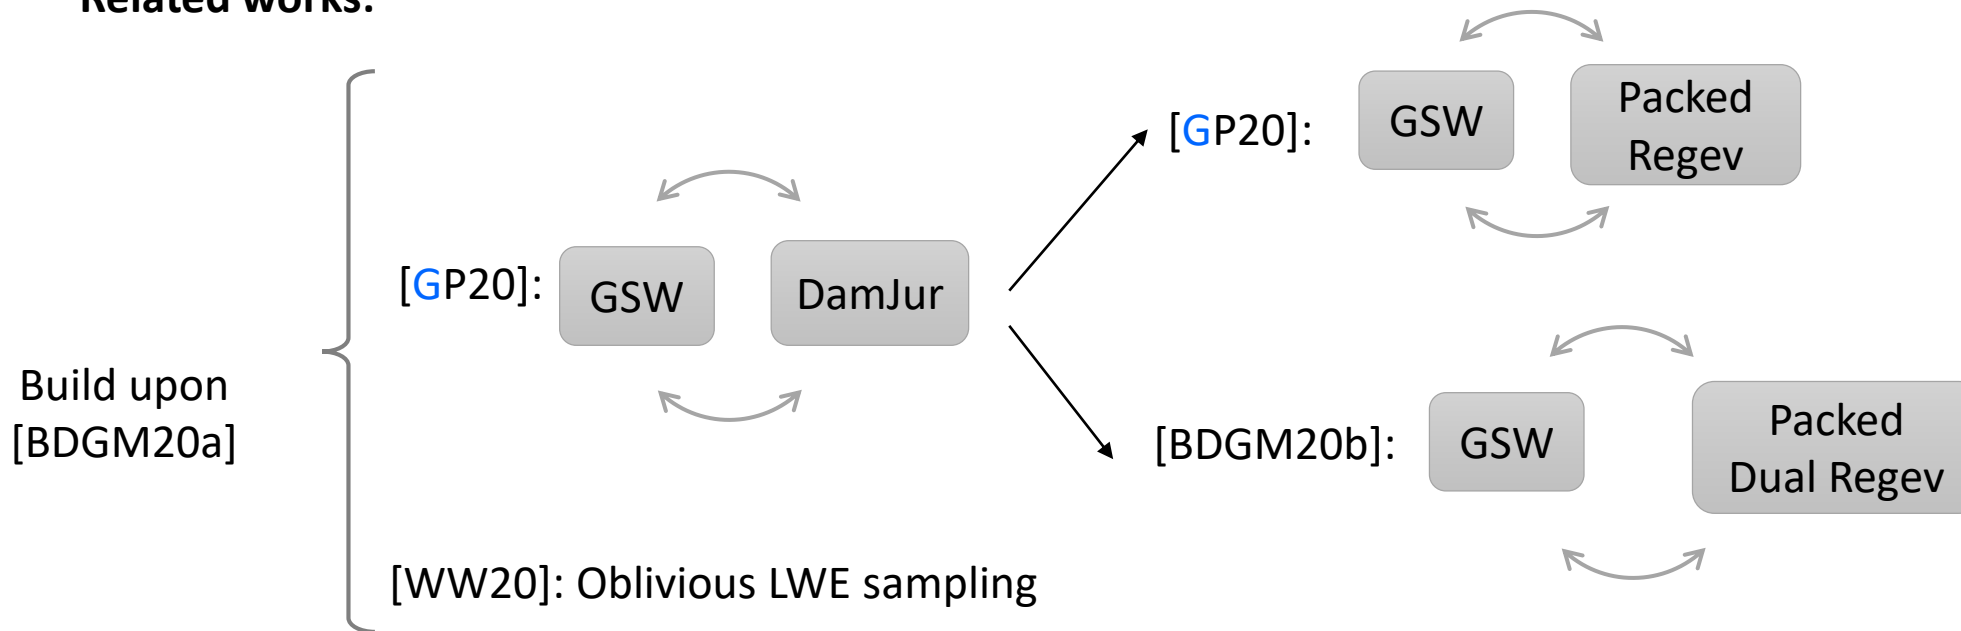 Related works:
Build upon
[BDGM20a]
[GP20]:
GSW
DamJur
[GP20]:
GSW
Packed
Regev
[BDGM20b]:
GSW
Packed
Dual Regev
[WW20]: Oblivious LWE sampling